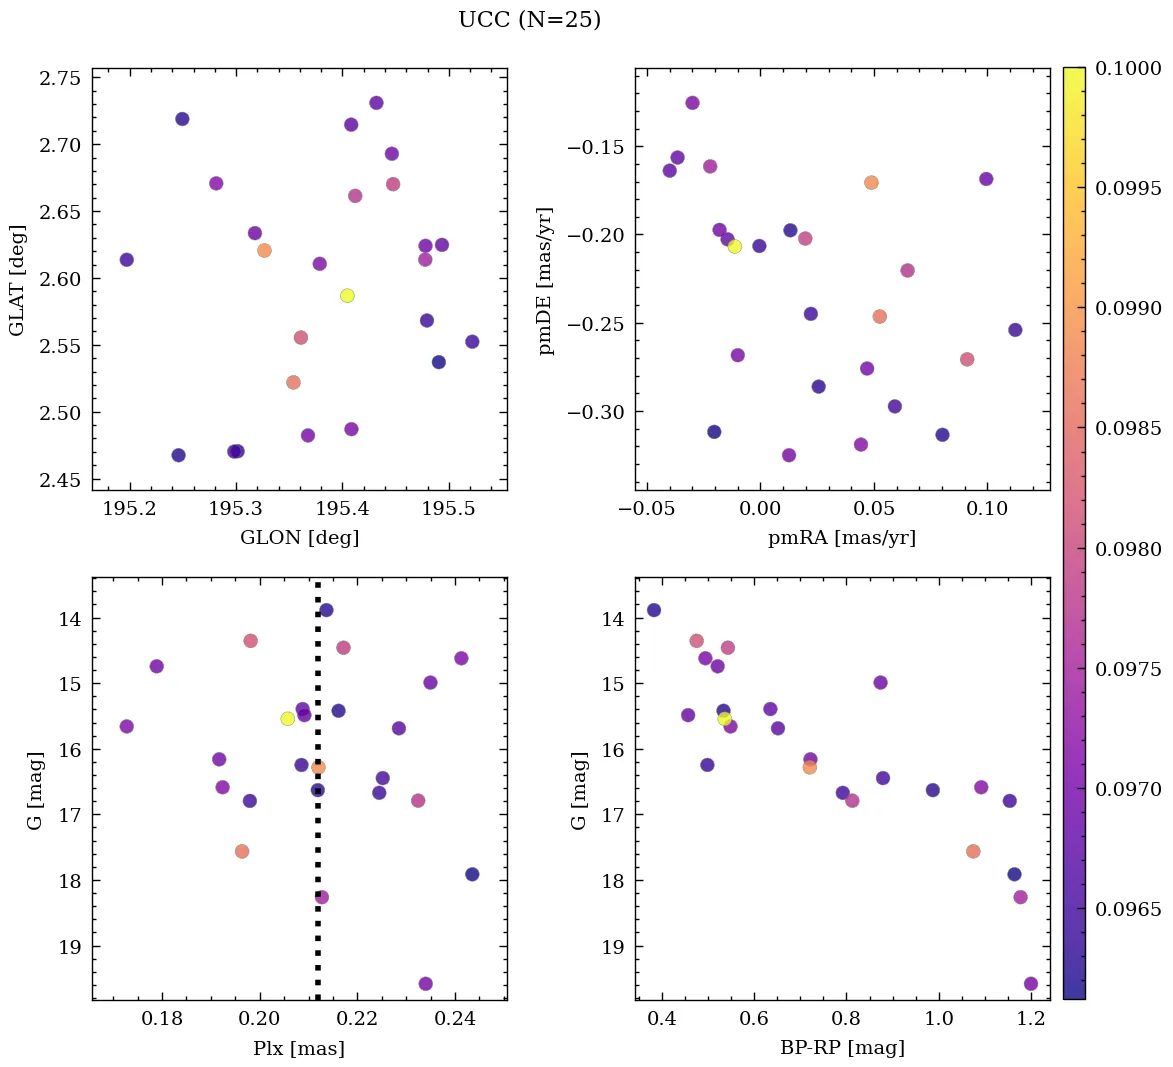 UCC (N=25)
2.75
2.70
2.65
2.60
2.55
2.50
2.45
GLAT [deg]
195.2 195.3 195.4 195.5
GLON [deg]
−0.15
−0.20
−0.25
−0.30
pmDE [mas/yr]
−0.05 0.00 0.05 0.10
pmRA [mas/yr]
14
15
16
17
18
19
G [mag]
0.18 0.20 0.22 0.24
Plx [mas]
14
15
16
17
18
19
G [mag]
0.4 0.6 0.8 1.0 1.2
BP-RP [mag]
0.1000
0.0995
0.0990
0.0985
0.0980
0.0975
0.0970
0.0965